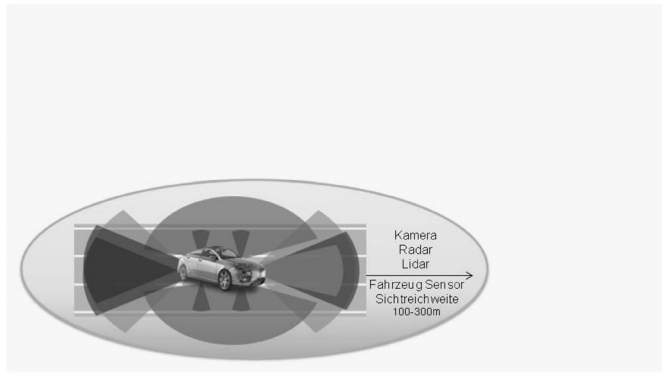 Kamera
Radar
Lidar
Fahrzeug Sensor
Sichtreichweite
100-300m